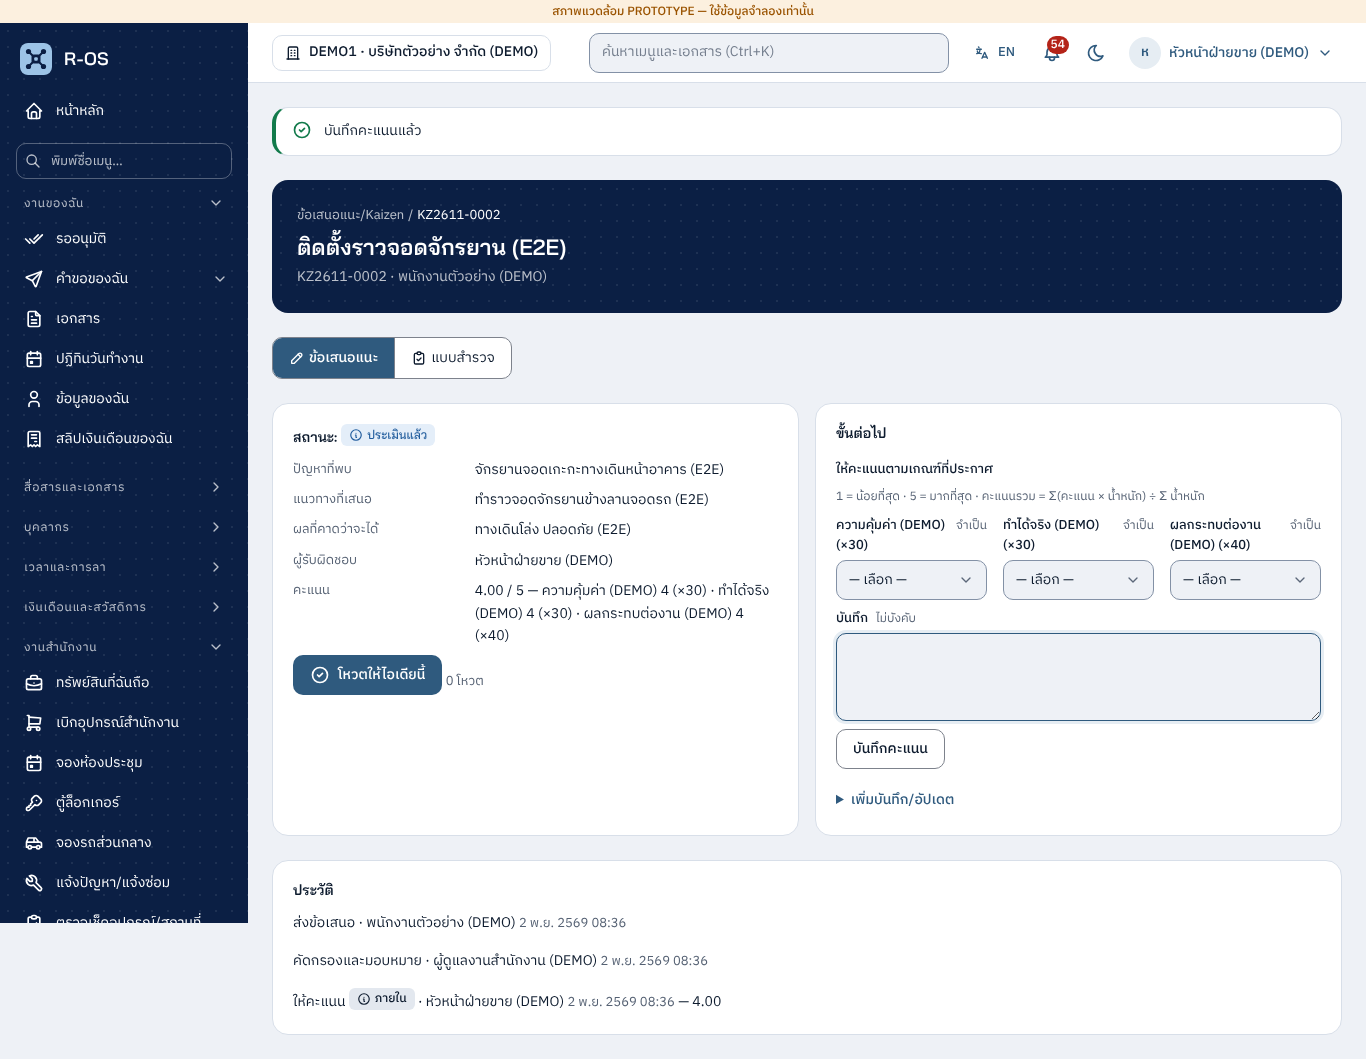 สภาพแวดล้อม PROTOTYPE — ใช้ข้อมูลจำลองเท่านั้น
R-OS
DEMO1 · บริษัทตัวอย่าง จำกัด (DEMO)
ค้นหาเมนูและเอกสาร (Ctrl+K)
EN
54
ห
หัวหน้าฝ่ายขาย (DEMO)
หน้าหลัก
พิมพ์ชื่อเมนู...
งานของฉัน
รออนุมัติ
คำขอของฉัน
เอกสาร
ปฏิทินวันทำงาน
ข้อมูลของฉัน
สลิปเงินเดือนของฉัน
สื่อสารและเอกสาร
บุคลากร
เวลาและการลา
เงินเดือนและสวัสดิการ
งานสำนักงาน
ทรัพย์สินที่ฉันถือ
เบิกอุปกรณ์สำนักงาน
จองห้องประชุม
ตู้ล็อกเกอร์
จองรถส่วนกลาง
แจ้งปัญหา/แจ้งซ่อม
ตรวจเช็คอุปกรณ์/สถานที่
บันทึกคะแนนแล้ว
ข้อเสนอแนะ/Kaizen / KZ2611-0002
ติดตั้งราวจอดจักรยาน (E2E)
KZ2611-0002 · พนักงานตัวอย่าง (DEMO)
ข้อเสนอแนะ
แบบสำรวจ
สถานะ: ประเมินแล้ว
ปัญหาที่พบ จักรยานจอดเกะกะทางเดินหน้าอาคาร (E2E)
แนวทางที่เสนอ ทำราวจอดจักรยานข้างลานจอดรถ (E2E)
ผลที่คาดว่าจะได้ ทางเดินโล่ง ปลอดภัย (E2E)
ผู้รับผิดชอบ หัวหน้าฝ่ายขาย (DEMO)
คะแนน 4.00 / 5 — ความคุ้มค่า (DEMO) 4 (×30) · ทำได้จริง
(DEMO) 4 (×30) · ผลกระทบต่องาน (DEMO) 4
(×40)
โหวตให้ไอเดียนี้ 0 โหวต
ขั้นต่อไป
ให้คะแนนตามเกณฑ์ที่ประกาศ
1 = น้อยที่สุด · 5 = มากที่สุด · คะแนนรวม = Σ(คะแนน × น้ำหนัก) ÷ Σ น้ำหนัก
ความคุ้มค่า (DEMO) จำเป็น ทำได้จริง (DEMO) จำเป็น ผลกระทบต่องาน จำเป็น
(×30) (×30) (DEMO) (×40)
— เลือก — — เลือก — — เลือก —
บันทึก ไม่บังคับ
บันทึกคะแนน
เพิ่มบันทึก/อัปเดต
ประวัติ
ส่งข้อเสนอ · พนักงานตัวอย่าง (DEMO) 2 พ.ย. 2569 08:36
คัดกรองและมอบหมาย · ผู้ดูแลงานสำนักงาน (DEMO) 2 พ.ย. 2569 08:36
ให้คะแนน ภายใน · หัวหน้าฝ่ายขาย (DEMO) 2 พ.ย. 2569 08:36 — 4.00